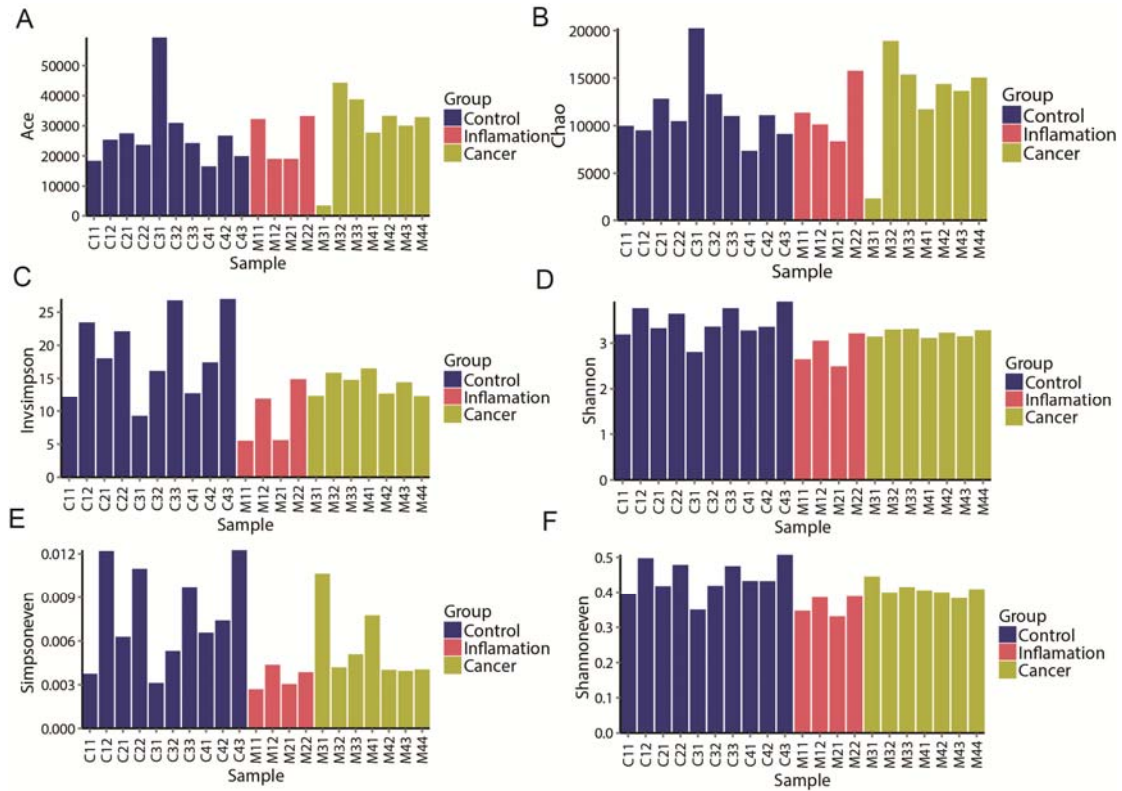 A
Ace
50000
40000
30000
20000
10000
0
C11 C12 C21 C22 C31 C32 C33 C41 C42 C43 M11 M12 M21 M22 M31 M32 M33 M41 M42 M43 M44
Sample
Group
Control
Inflamation
Cancer
B
Chao
20000
15000
10000
5000
0
C11 C12 C21 C22 C31 C32 C33 C41 C42 C43 M11 M12 M21 M22 M31 M32 M33 M41 M42 M43 M44
Sample
Group
Control
Inflamation
Cancer
C
Invsimpson
25
20
15
10
5
0
C11 C12 C21 C22 C31 C32 C33 C41 C42 C43 M11 M12 M21 M22 M31 M32 M33 M41 M42 M43 M44
Sample
Group
Control
Inflamation
Cancer
D
Shannon
3
2
1
0
C11 C12 C21 C22 C31 C32 C33 C41 C42 C43 M11 M12 M21 M22 M31 M32 M33 M41 M42 M43 M44
Sample
Group
Control
Inflamation
Cancer
E
Simpsoneven
0.012
0.009
0.006
0.003
0.000
C11 C12 C21 C22 C31 C32 C33 C41 C42 C43 M11 M12 M21 M22 M31 M32 M33 M41 M42 M43 M44
Sample
Group
Control
Inflamation
Cancer
F
Shannoneven
0.5
0.4
0.3
0.2
0.1
0.0
C11 C12 C21 C22 C31 C32 C33 C41 C42 C43 M11 M12 M21 M22 M31 M32 M33 M41 M42 M43 M44
Sample
Group
Control
Inflamation
Cancer